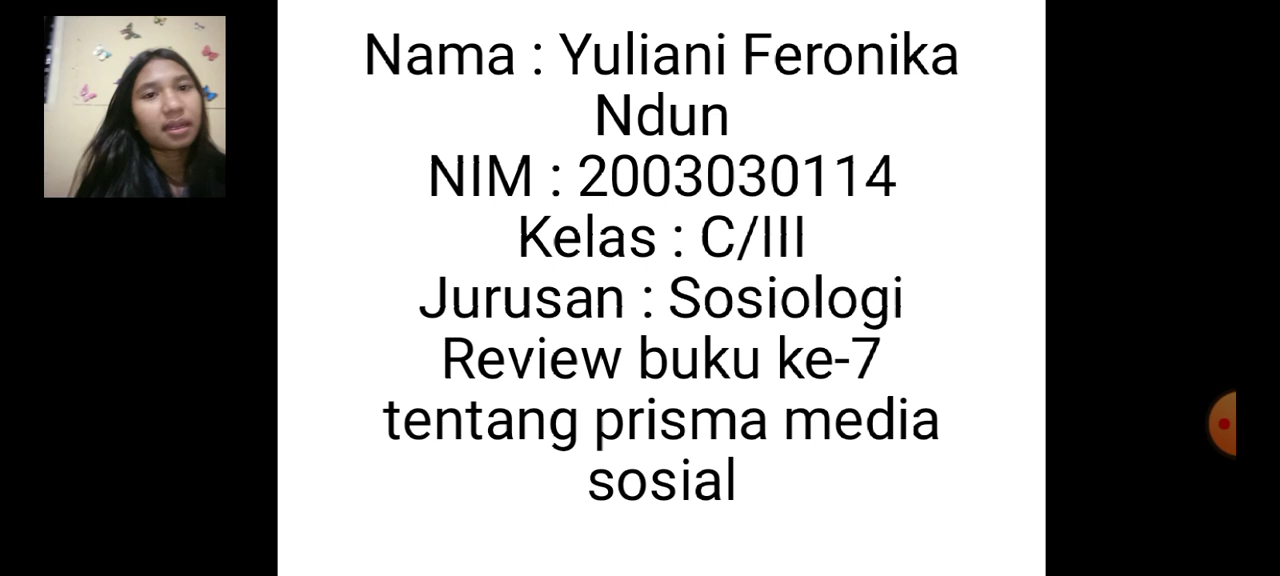 Nama : Yuliani Feronika
Ndun
NIM : 2003030114
Kelas : C/III
Jurusan : Sosiologi
Review buku ke-7
tentang prisma media
sosial